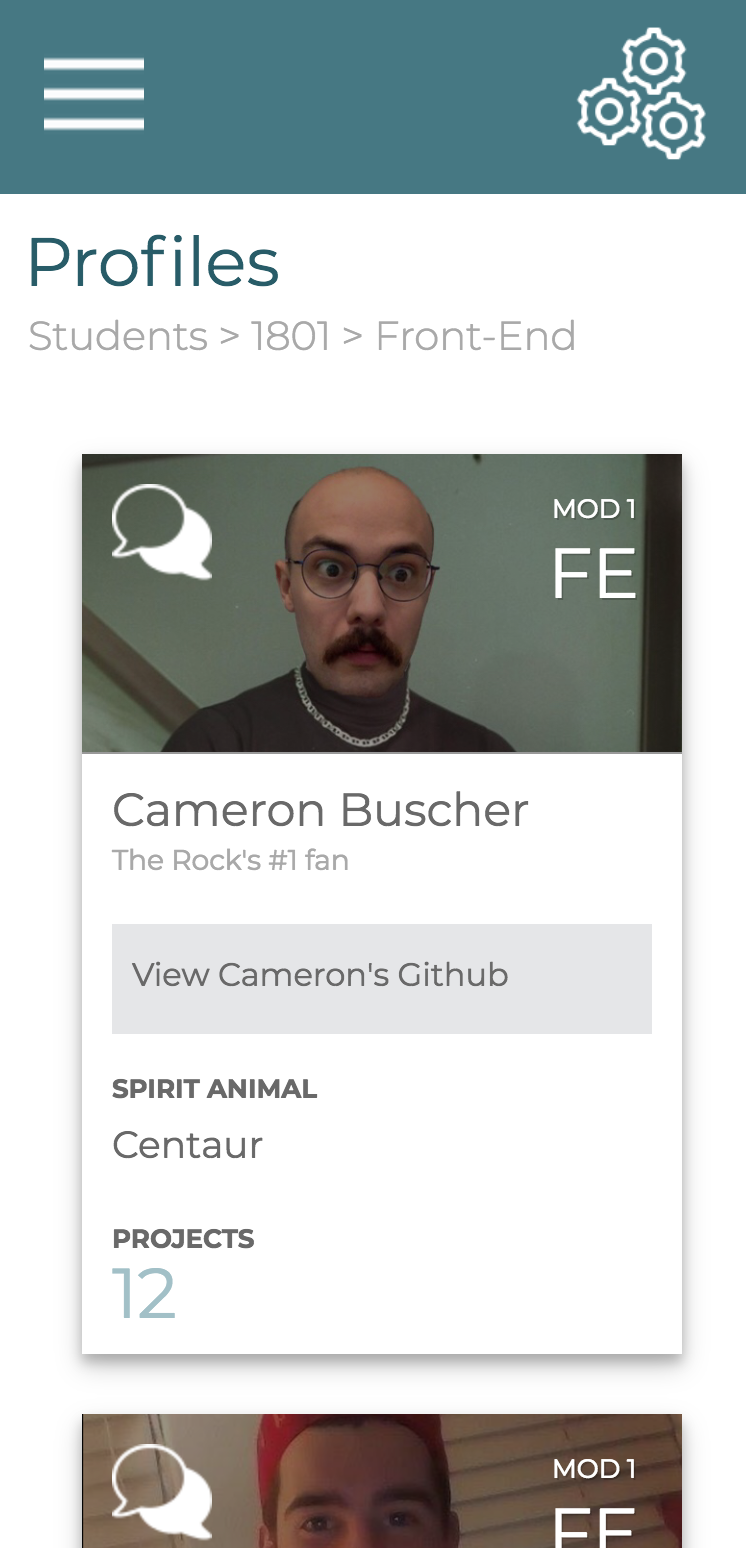 Profiles
Students > 1801 > Front-End
MOD 1
FE
Cameron Buscher
The Rock's #1 fan
View Cameron's Github
SPIRIT ANIMAL
Centaur
PROJECTS
12
MOD 1
FE